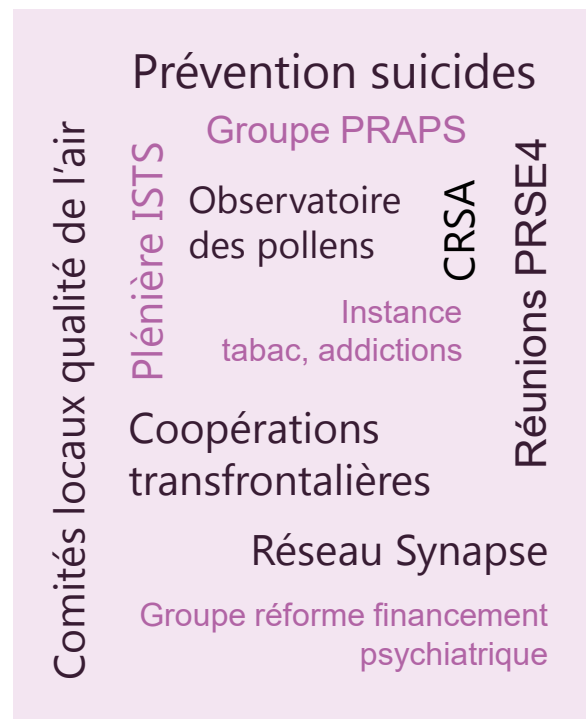 Prévention suicides
Groupe PRAPS
Comités locaux qualité de l’air
Plénière ISTS
Observatoire
des pollens
CRSA
Réunions PRSE4
Instance
tabac, addictions
Coopérations
transfrontalières
Réseau Synapse
Groupe réforme financement
psychiatrique